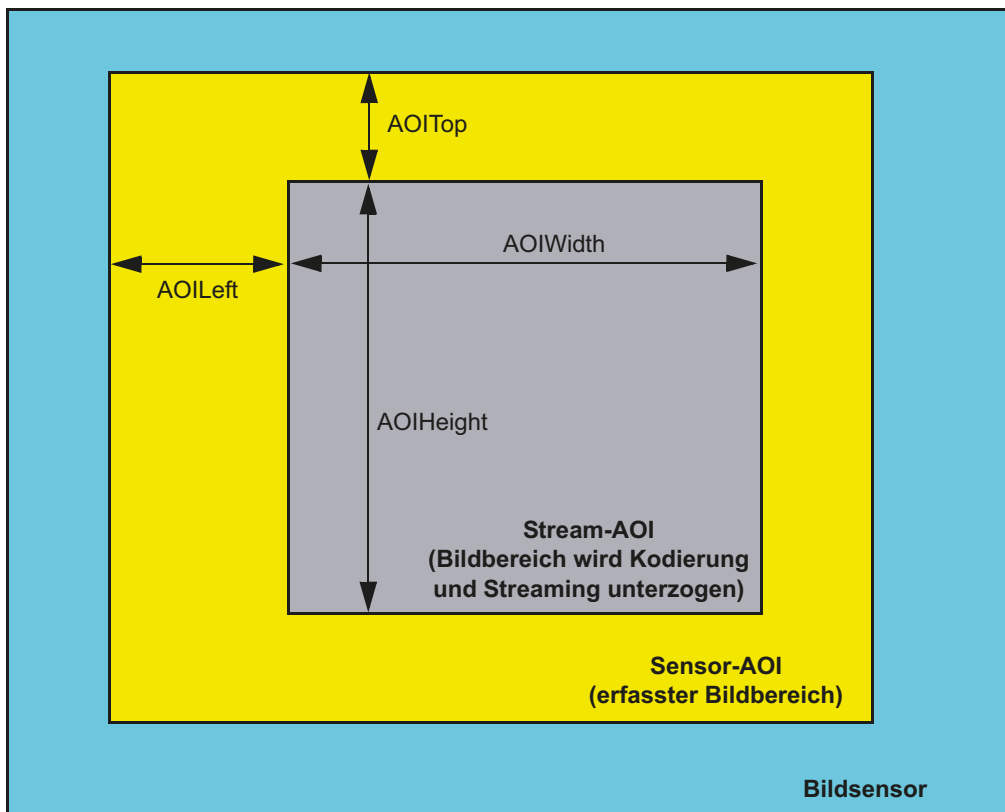 AOITop
AOIWidth
AOILeft
AOIHeight
Stream-AOI
(Bildbereich wird Kodierung
und Streaming unterzogen)
Sensor-AOI
(erfasster Bildbereich)
Bildsensor